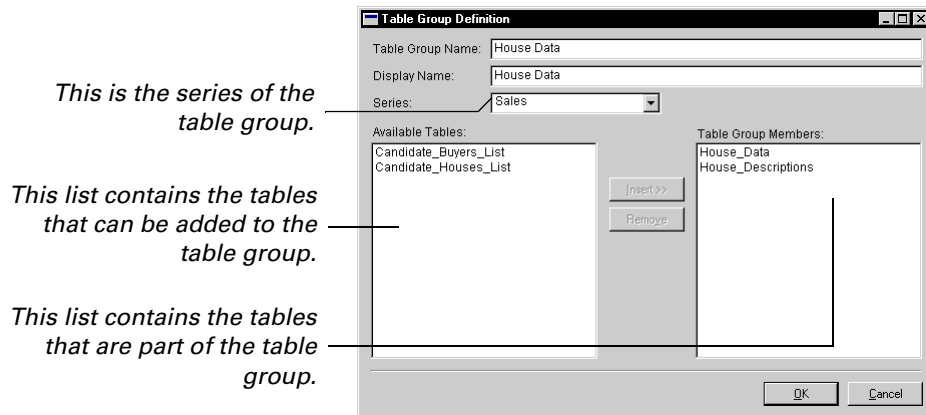 Table Group Definition
Table Group Name: House Data
Display Name: House Data
This is the series of the
table group.
Series: Sales
Available Tables:
Candidate_Buyers_List
Candidate_Houses_List
Table Group Members:
House_Data
House_Descriptions
Insert >>
Remove
This list contains the tables
that can be added to the
table group.
This list contains the tables
that are part of the table
group.
OK
Cancel